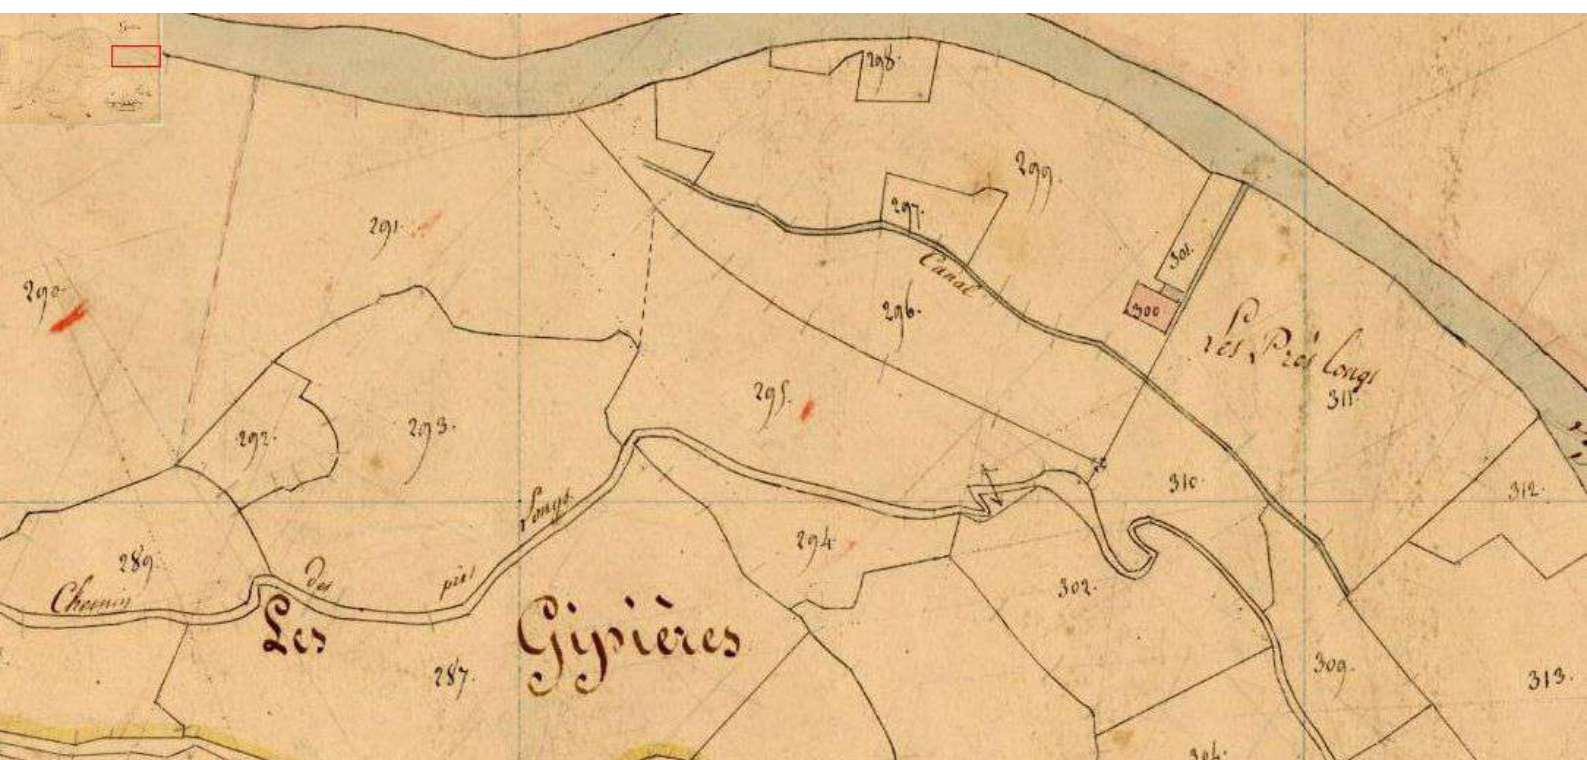 298.
299.
291.
297.
301.
Canal
290
300
296.
Les Prés longs
311.
295.
292.
293.
310.
312.
Longs
294.
289.
Chemin
des
prés
302.
Les
Gipières
287.
309.
313.